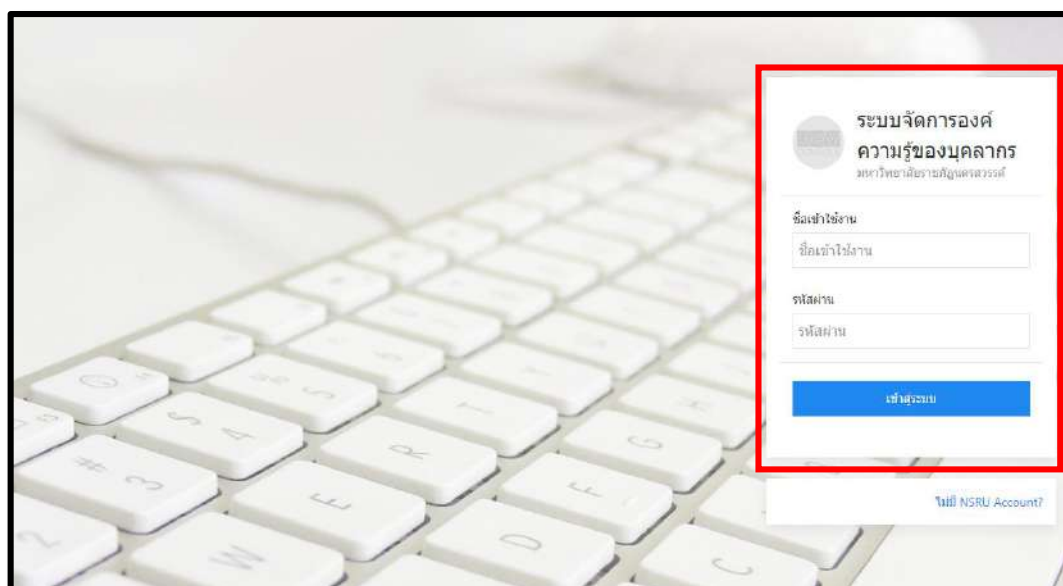 ระบบจัดการองค์
ความรู้ของบุคลากร
มหาวิทยาลัยราชภัฏนครสวรรค์
ชื่อเข้าใช้งาน
ชื่อเข้าใช้งาน
รหัสผ่าน
รหัสผ่าน
เข้าสู่ระบบ
ไม่มี NSRU Account?